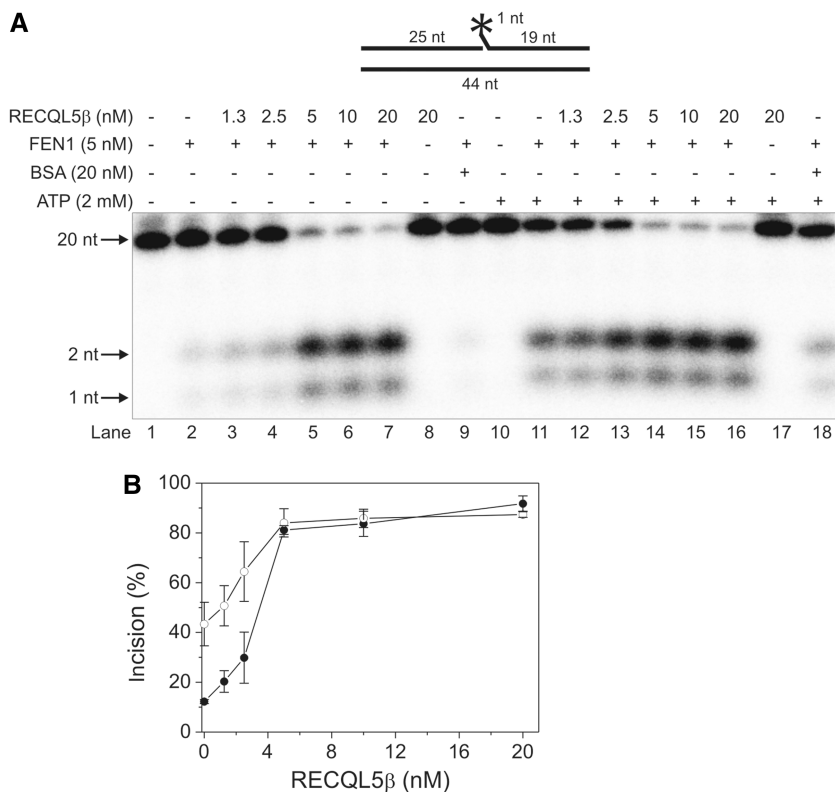 A
1 nt
25 nt 19 nt
44 nt
RECQL5β (nM) - - 1.3 2.5 5 10 20 20 - - - 1.3 2.5 5 10 20 20 -
FEN1 (5 nM) - + + + + + + - + - + + + + + + - +
BSA (20 nM) - - - - - - - - + - - - - - - - - +
ATP (2 mM) - - - - - - - - - + + + + + + + + +
20 nt
2 nt
1 nt
Lane 1 2 3 4 5 6 7 8 9 10 11 12 13 14 15 16 17 18
B
100
80
60
40
20
0
Incision (%)
0 4 8 12 16 20
RECQL5β (nM)